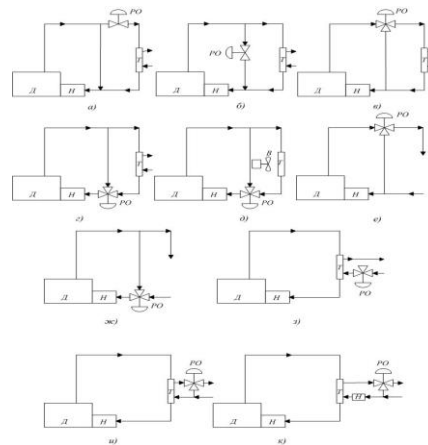 РО РО РО
Т Т Т
Д Н Д Н Д Н
а) б) в)
РО
В
Т Т
Д Н Д Н Д Н
РО РО
г) д) е)
Т
Д Н Д Н
РО РО
ж) з)
РО РО
Т Т
Н
Д Н Д Н
и) к)